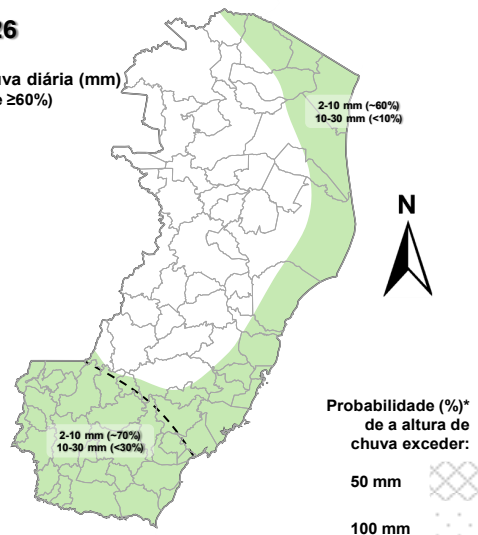 26
uva diária (mm)
e ≥60%)
2-10 mm (~60%)
10-30 mm (<10%)
N
2-10 mm (~70%)
10-30 mm (<30%)
Probabilidade (%)*
de a altura de
chuva exceder:
50 mm
100 mm